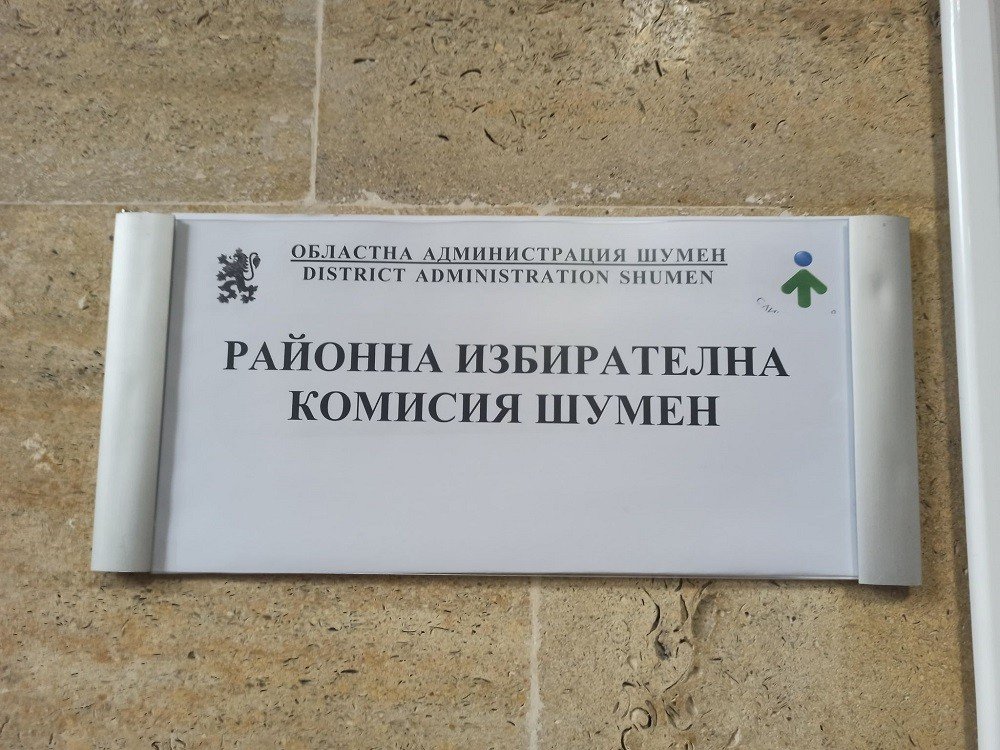 ОБЛАСТНА АДМИНИСТРАЦИЯ ШУМЕН
DISTRICT ADMINISTRATION SHUMEN
РАЙОННА ИЗБИРАТЕЛНА
КОМИСИЯ ШУМЕН